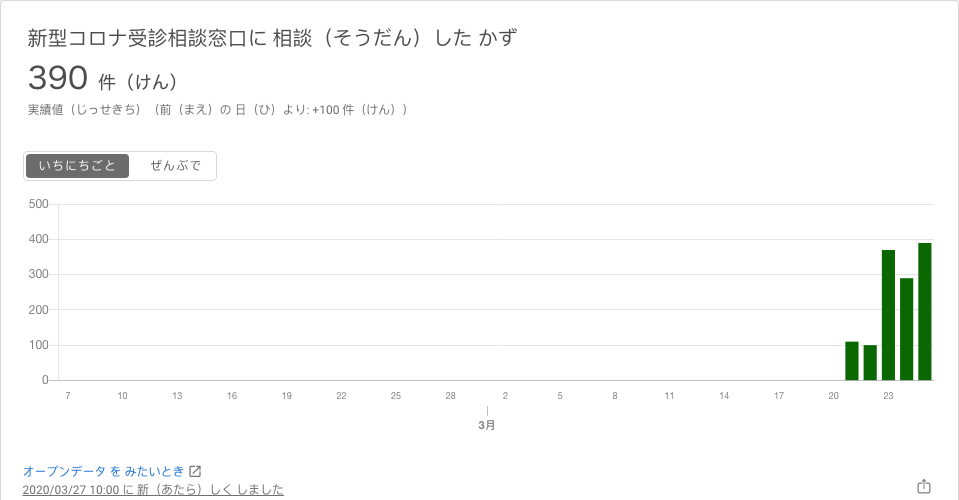 新型コロナ受診相談窓口に 相談（そうだん）した かず
390 件（けん）
実績値（じっせきち）（前（まえ）の 日（ひ）より: +100 件（けん））
いちにちごと ぜんぶで
500
400
300
200
100
0
7 10 13 16 19 22 25 28 2 5 8 11 14 17 20 23
3月
オープンデータ を みたいとき
2020/03/27 10:00 に 新（あたら）しく しました